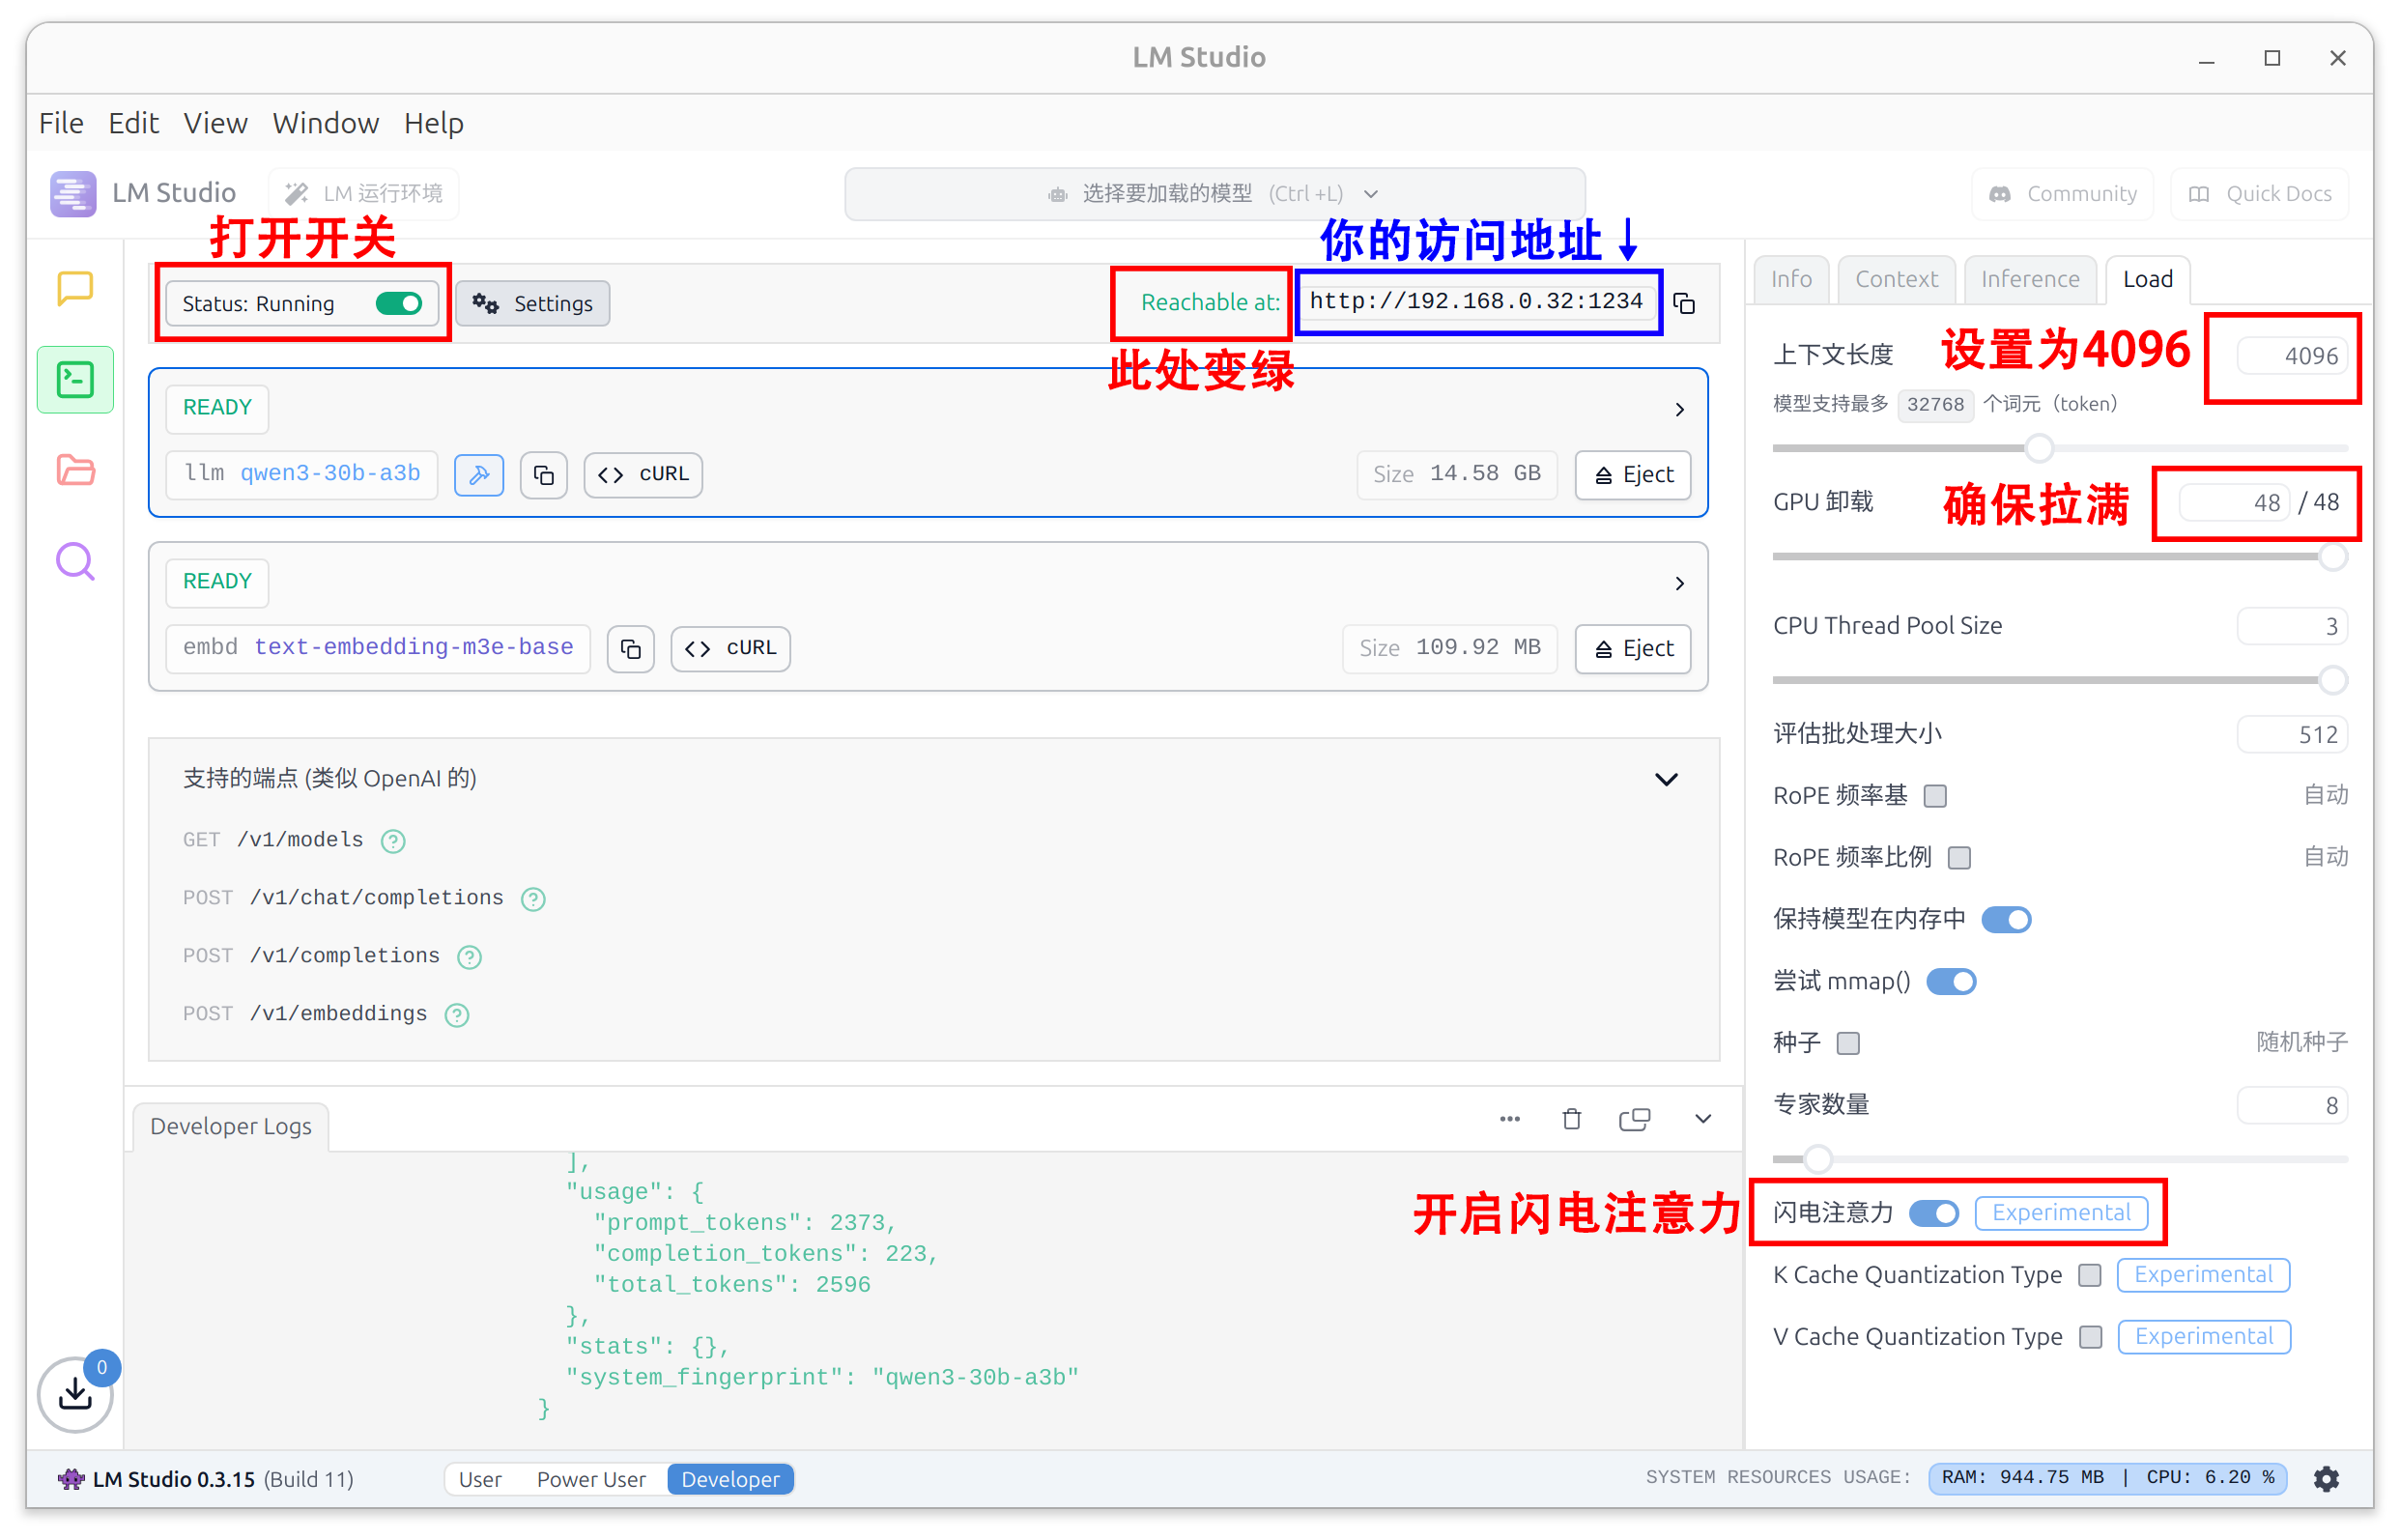 LM Studio
File Edit View Window Help
LM Studio LM 运行环境 选择要加载的模型 (Ctrl +L) Community Quick Docs
打开开关
你的访问地址↓
Status: Running Settings Reachable at: http://192.168.0.32:1234
此处变绿
READY
llm qwen3-30b-a3b cURL Size 14.58 GB Eject
READY
embd text-embedding-m3e-base cURL Size 109.92 MB Eject
支持的端点 (类似 OpenAI 的)
GET /v1/models ?
POST /v1/chat/completions ?
POST /v1/completions ?
POST /v1/embeddings ?
Developer Logs
],
"usage": {
"prompt_tokens": 2373,
"completion_tokens": 223,
"total_tokens": 2596
},
"stats": {},
"system_fingerprint": "qwen3-30b-a3b"
}
Info Context Inference Load
上下文长度 设置为4096 4096
模型支持最多 32768 个词元（token）
GPU 卸载 确保拉满 48 / 48
CPU Thread Pool Size 3
评估批处理大小 512
RoPE 频率基 自动
RoPE 频率比例 自动
保持模型在内存中
尝试 mmap()
种子 随机种子
专家数量 8
开启闪电注意力 闪电注意力 Experimental
K Cache Quantization Type Experimental
V Cache Quantization Type Experimental
0
LM Studio 0.3.15 (Build 11) User Power User Developer SYSTEM RESOURCES USAGE: RAM: 944.75 MB | CPU: 6.20 %